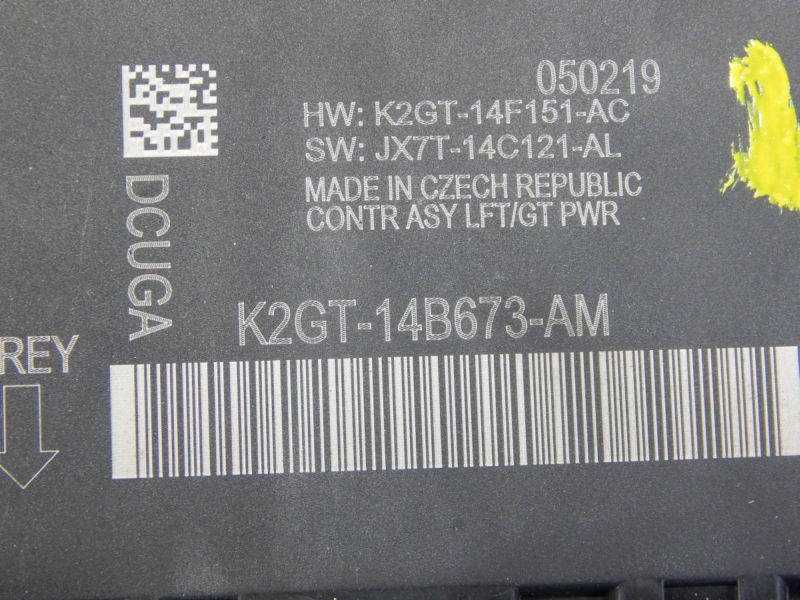 050219
HW: K2GT-14F151-AC
SW: JX7T-14C121-AL
MADE IN CZECH REPUBLIC
CONTR ASY LFT/GT PWR
DCUGA
K2GT-14B673-AM
REY